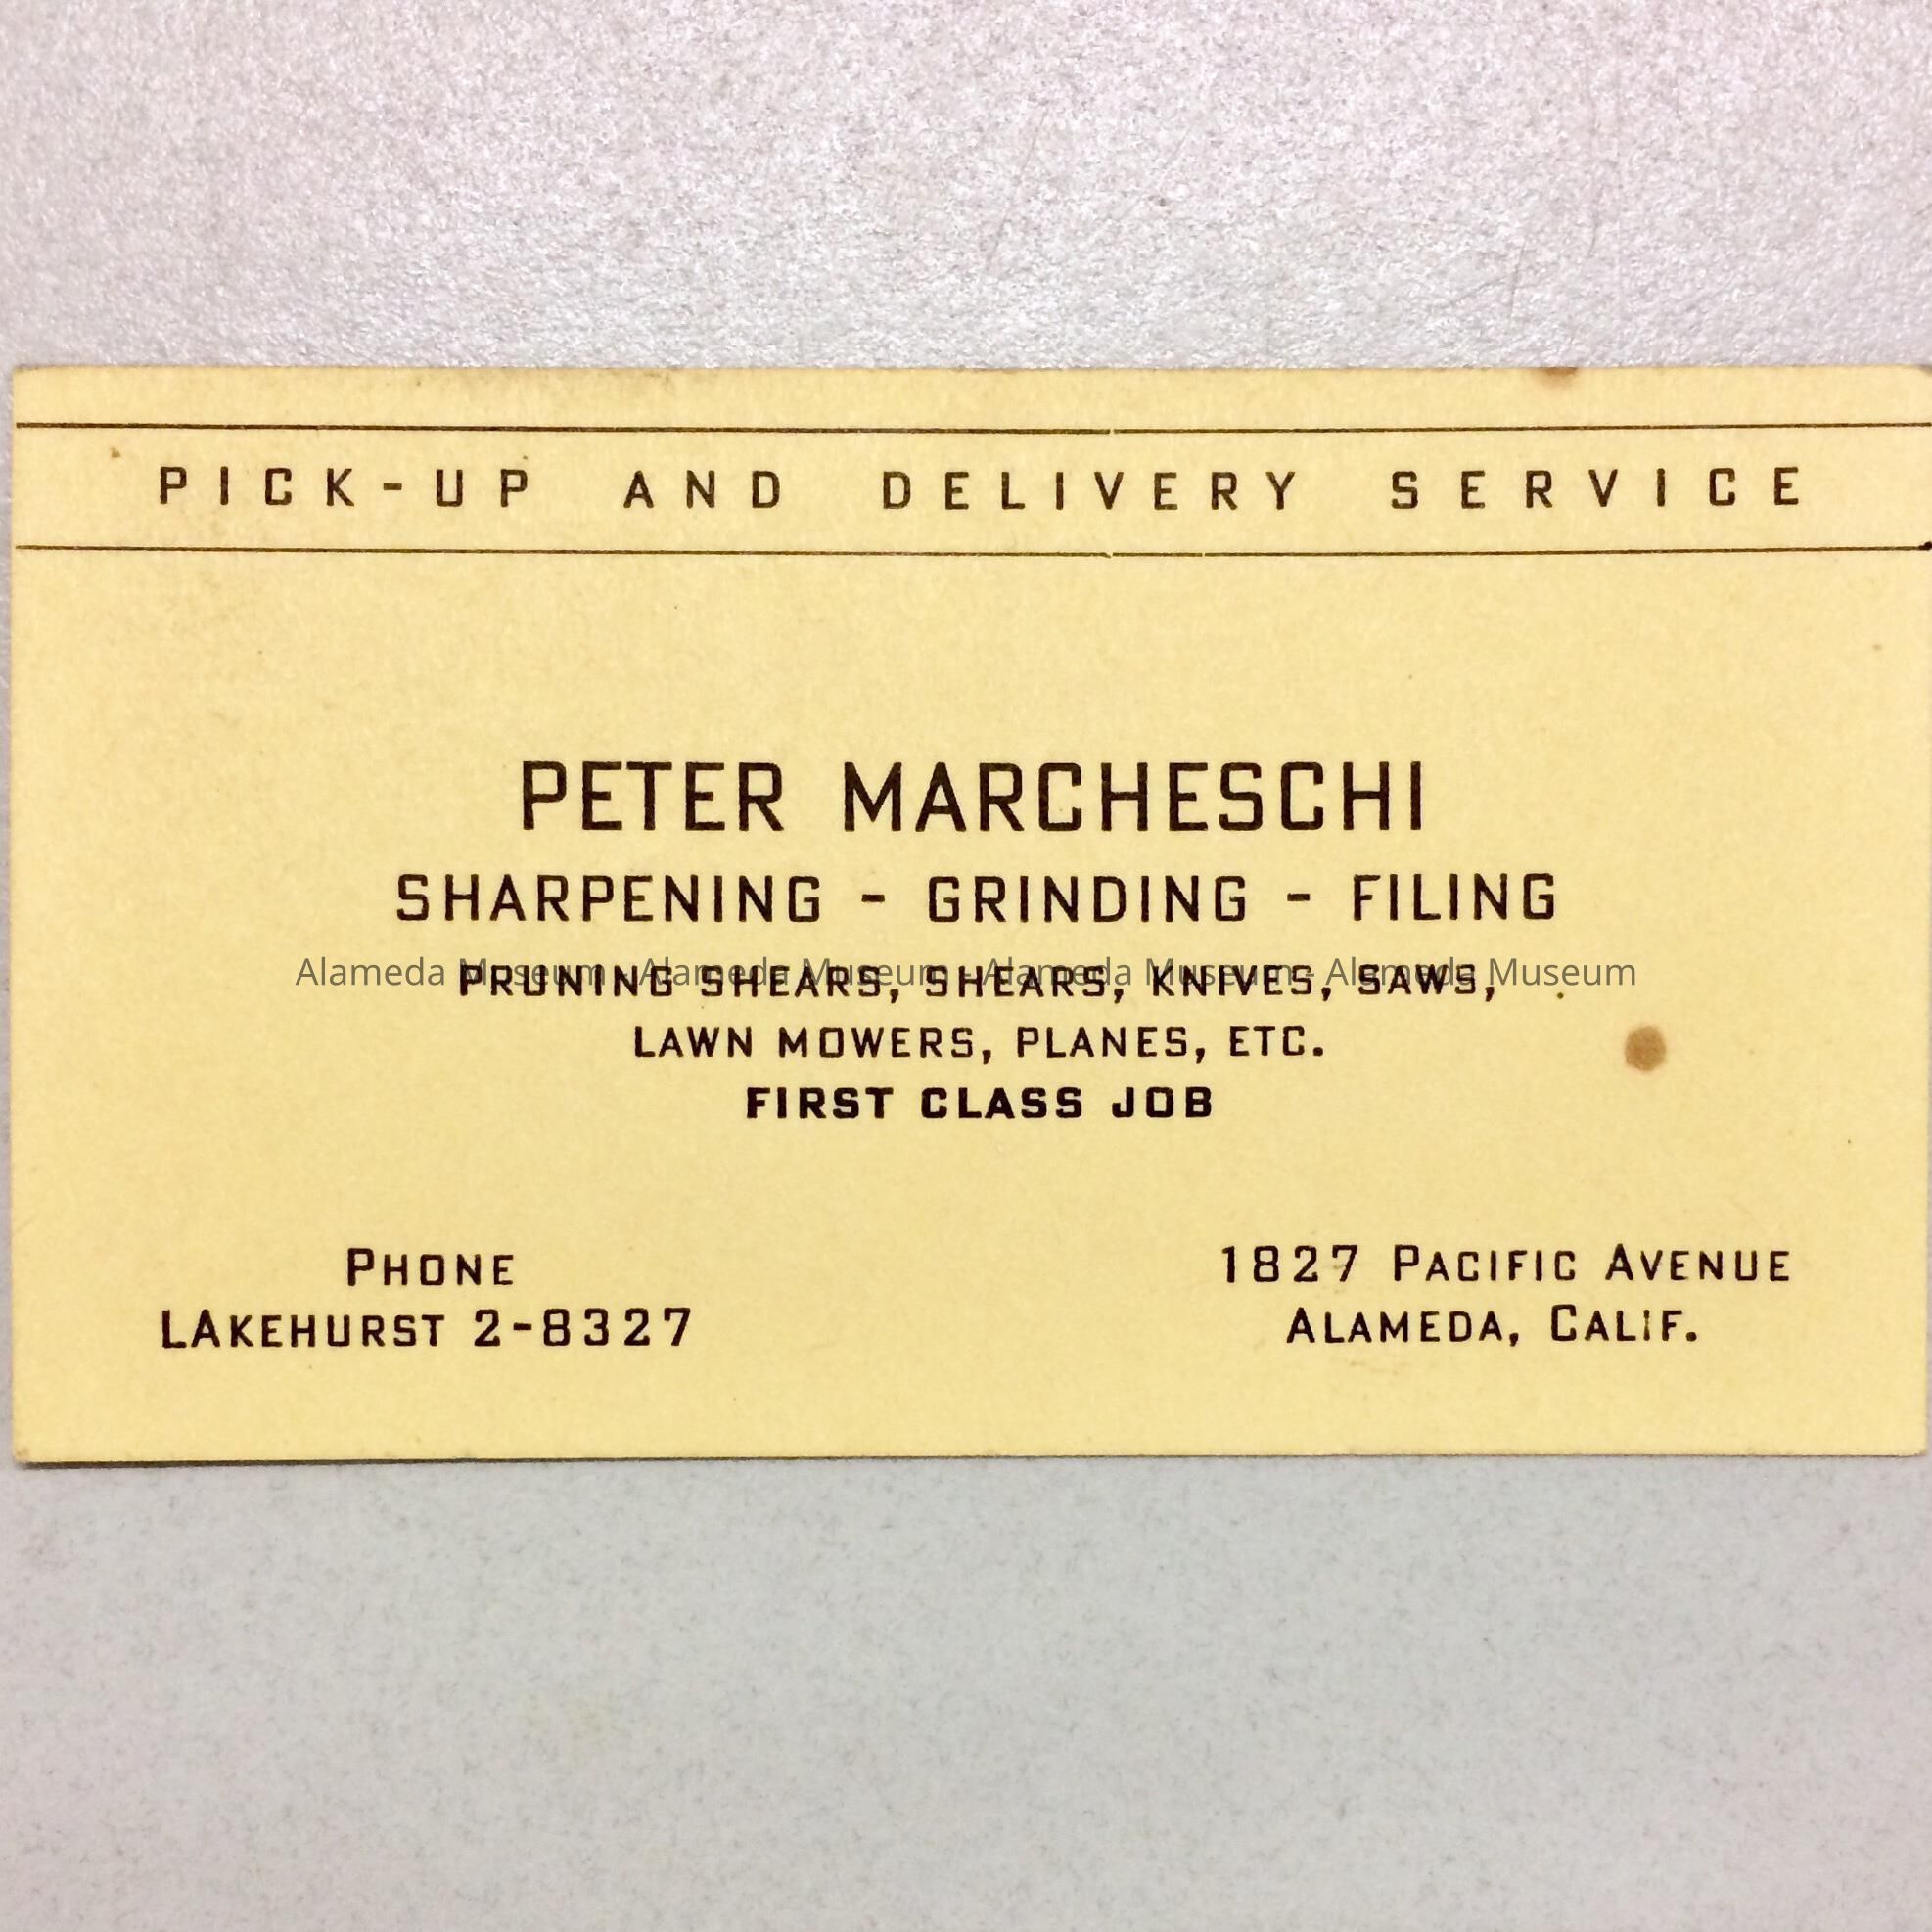 PICK-UP AND DELIVERY SERVICE
PETER MARCHESCHI
SHARPENING - GRINDING - FILING
PRUNING SHEARS, SHEARS, KNIVES, SAWS,
Alameda Museum - Alameda Museum - Alameda Museum - Alameda Museum
LAWN MOWERS, PLANES, ETC.
FIRST CLASS JOB
PHONE
LAKEHURST 2-8327
1827 PACIFIC AVENUE
ALAMEDA, CALIF.